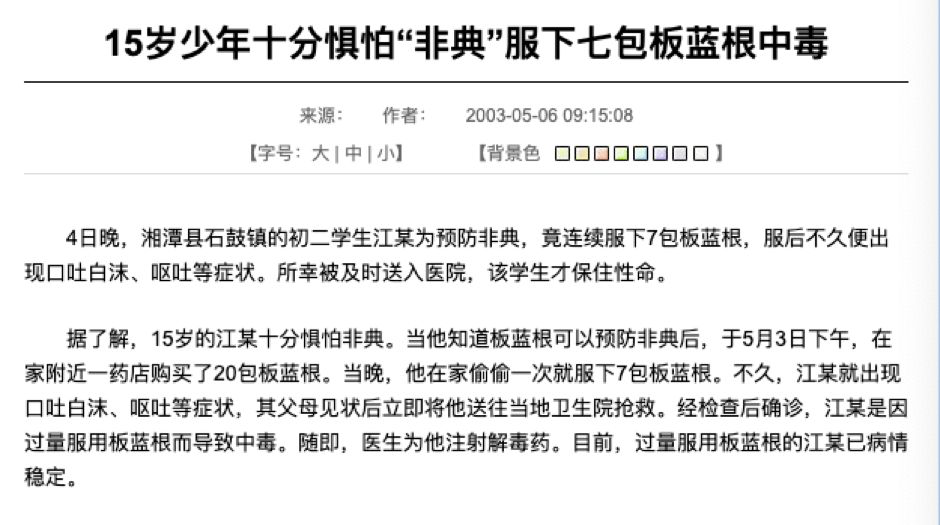 15岁少年十分惧怕“非典”服下七包板蓝根中毒
来源: 作者: 2003-05-06 09:15:08
【字号: 大 | 中 | 小】 【背景色 】
4日晚，湘潭县石鼓镇的初二学生江某为预防非典，竟连续服下7包板蓝根，服后不久便出
现口吐白沫、呕吐等症状。所幸被及时送入医院，该学生才保住性命。
据了解，15岁的江某十分惧怕非典。当他知道板蓝根可以预防非典后，于5月3日下午，在
家附近一药店购买了20包板蓝根。当晚，他在家偷偷一次就服下7包板蓝根。不久，江某就出现
口吐白沫、呕吐等症状，其父母见状后立即将他送往当地卫生院抢救。经检查后确诊，江某是因
过量服用板蓝根而导致中毒。随即，医生为他注射解毒药。目前，过量服用板蓝根的江某已病情
稳定。